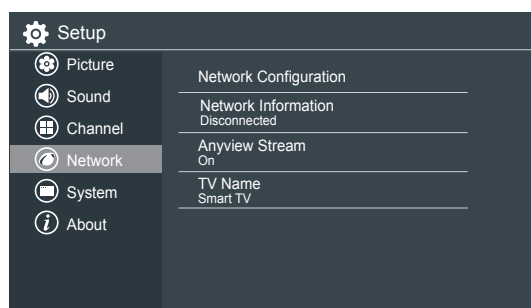 Setup
Picture
Sound
Channel
Network
System
About
Network Configuration
Network Information
Disconnected
Anyview Stream
On
TV Name
Smart TV